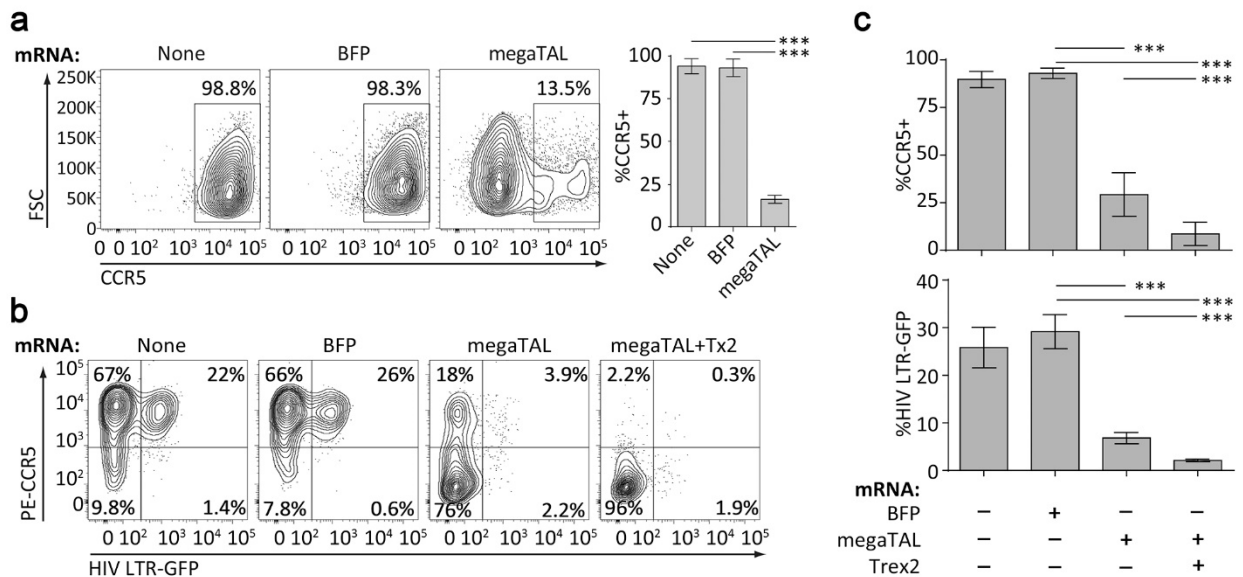 a
mRNA: None BFP megaTAL
98.8% 98.3% 13.5%
250K
200K
150K
100K
50K
0
FSC
0 10² 10³ 10⁴ 10⁵ 0 10² 10³ 10⁴ 10⁵ 0 10² 10³ 10⁴ 10⁵
CCR5
***
***
100
75
50
25
0
%CCR5+
None BFP megaTAL
b
mRNA: None BFP megaTAL megaTAL+Tx2
67% 22% 66% 26% 18% 3.9% 2.2% 0.3%
10⁵
10⁴
10³
10²
0
PE-CCR5
9.8% 1.4% 7.8% 0.6% 76% 2.2% 96% 1.9%
0 10² 10³ 10⁴ 10⁵ 0 10² 10³ 10⁴ 10⁵ 0 10² 10³ 10⁴ 10⁵ 0 10² 10³ 10⁴ 10⁵
HIV LTR-GFP
c
***
***
***
100
75
50
25
0
%CCR5+
***
***
***
40
30
20
10
0
%HIV LTR-GFP
mRNA:
BFP – + – –
megaTAL – – + +
Trex2 – – – +